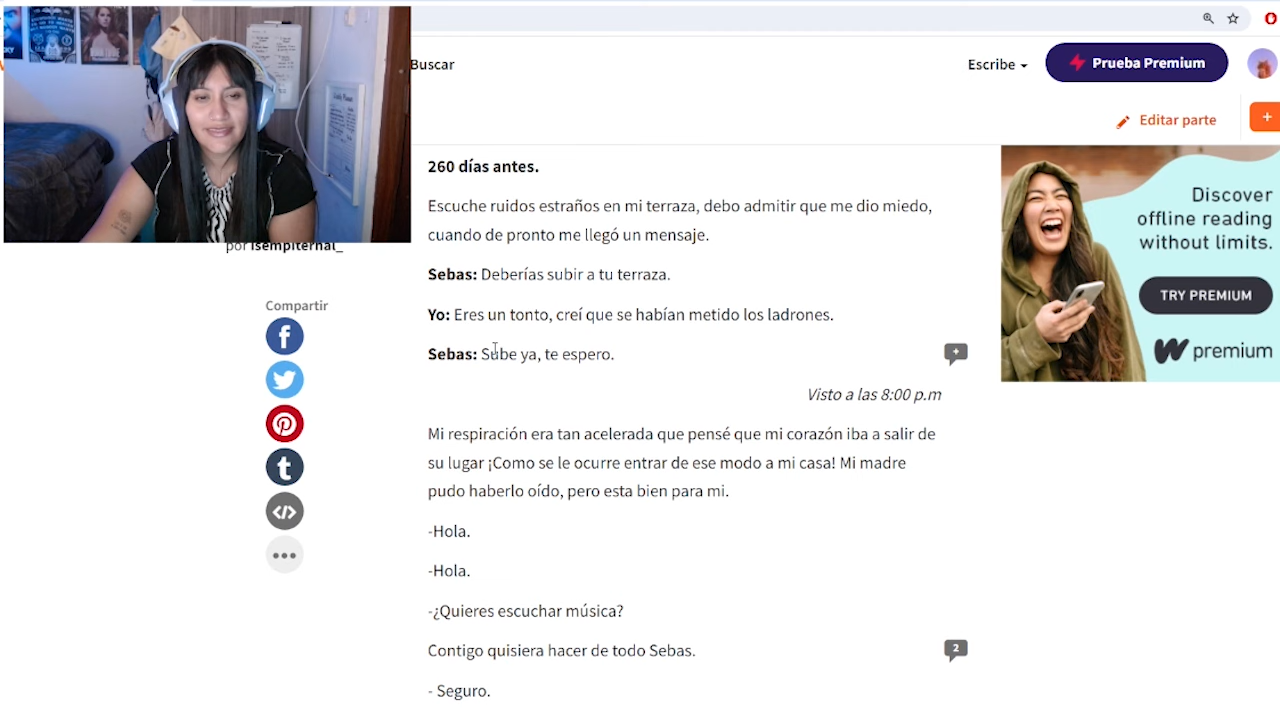 Buscar
Escribe
Prueba Premium
Editar parte
+
por isempiternal_
Compartir
260 días antes.
Escuche ruidos estraños en mi terraza, debo admitir que me dio miedo,
cuando de pronto me llegó un mensaje.
Sebas: Deberías subir a tu terraza.
Yo: Eres un tonto, creí que se habían metido los ladrones.
Sebas: Sube ya, te espero.
+
Visto a las 8:00 p.m
Mi respiración era tan acelerada que pensé que mi corazón iba a salir de
su lugar ¡Como se le ocurre entrar de ese modo a mi casa! Mi madre
pudo haberlo oído, pero esta bien para mi.
-Hola.
-Hola.
-¿Quieres escuchar música?
Contigo quisiera hacer de todo Sebas.
2
- Seguro.
Discover
offline reading
without limits.
TRY PREMIUM
premium